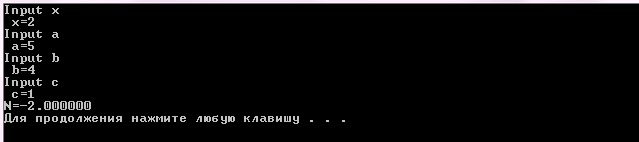 Input x
x=2
Input a
a=5
Input b
b=4
Input c
c=1
N=-2.000000
Для продолжения нажмите любую клавишу . . .